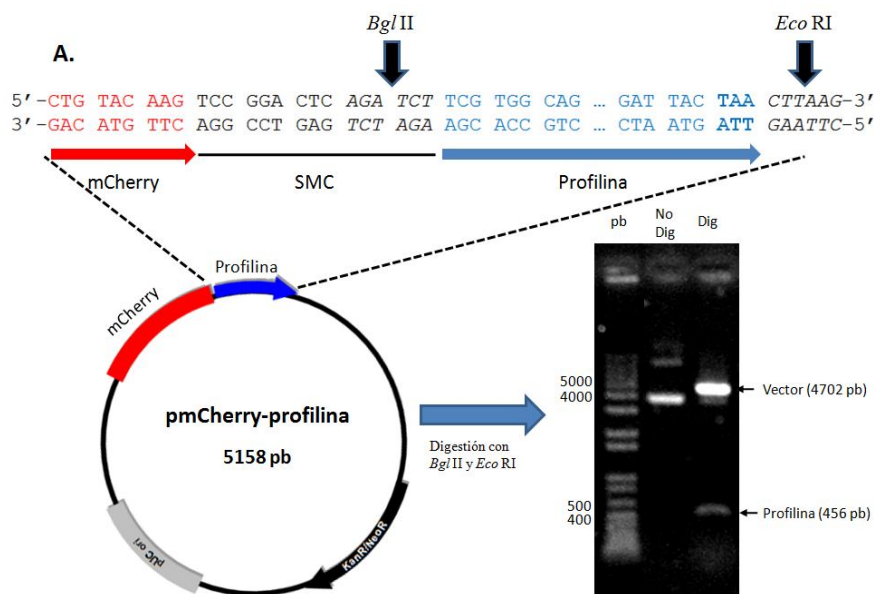 Bgl II
Eco RI
A.
5’ -CTG TACAAG TCC GGA CTC AGA TCT TCG TGG CAG … GAT TAC TAA CTTAAG-3’
3’ -GAC ATG TTC AGG CCT GAG TCT AGA AGC ACC GTC … CTA ATG ATT GAATTC-5’
mCherry SMC Profilina
pb No Dig Dig
Profilina
mCherry
pmCherry-profilina
5158 pb
KanR/NeoR
pUC ori
Digestión con
Bgl II y Eco RI
5000
4000
500
400
Vector (4702 pb)
Profilina (456 pb)